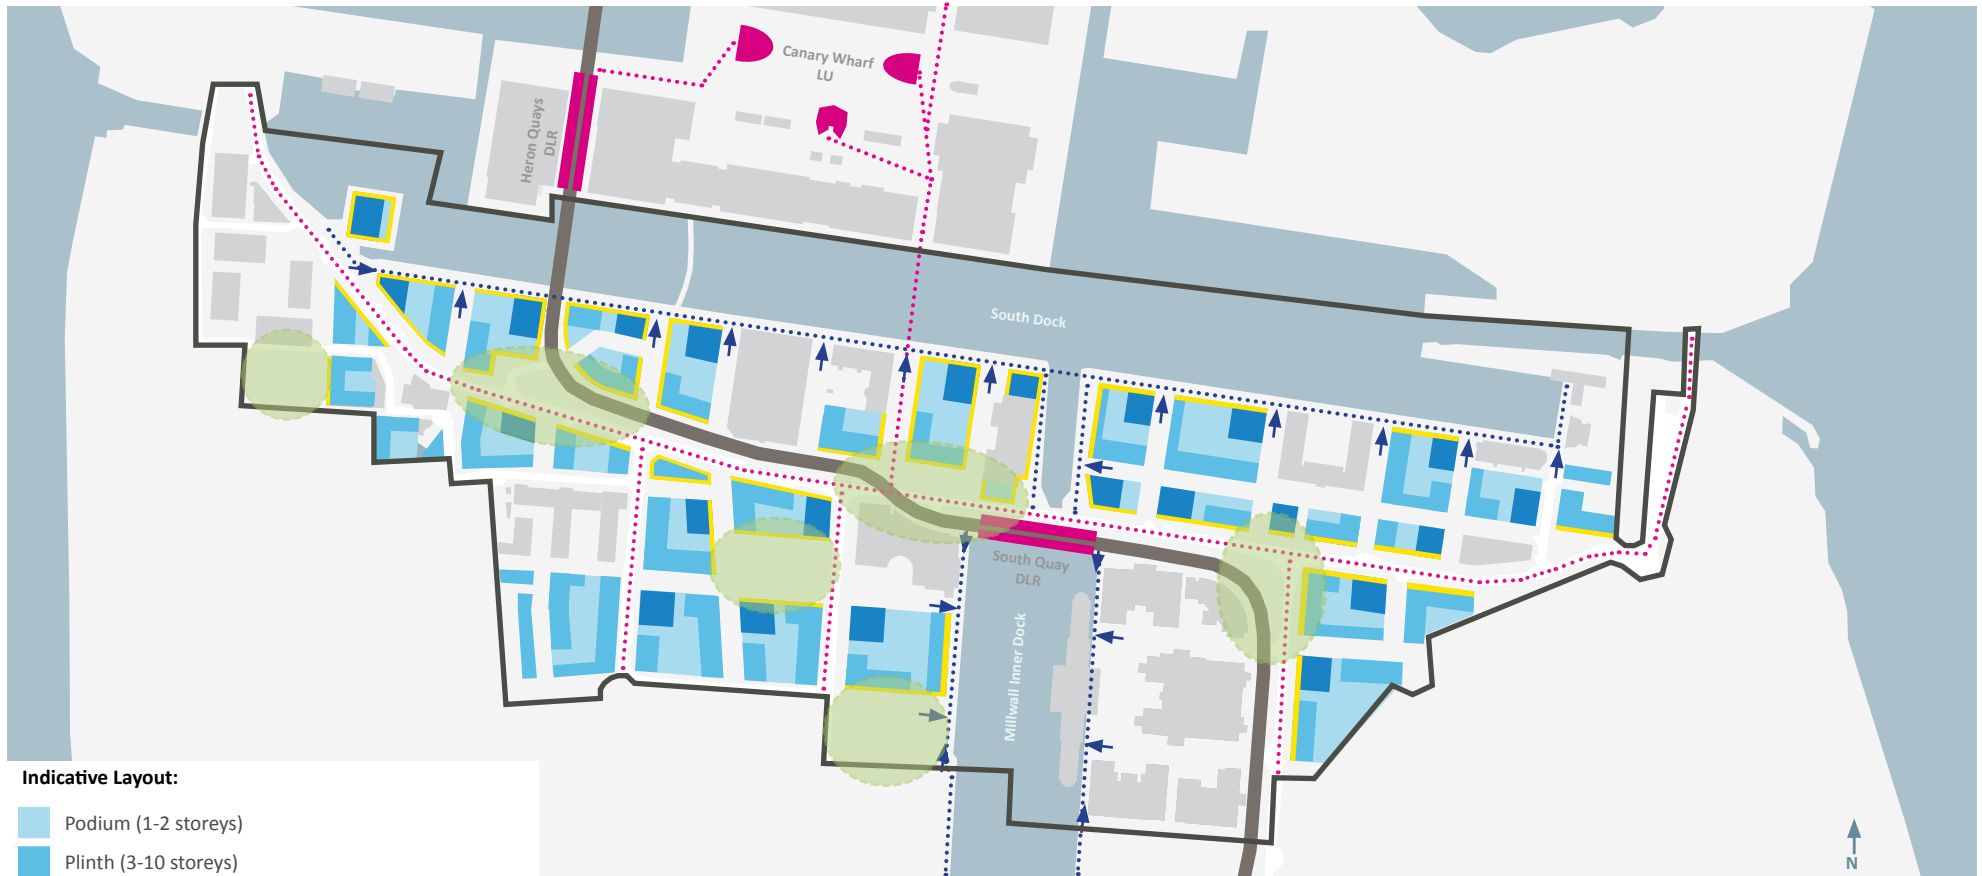 Canary Wharf
LU
Heron Quays
DLR
South Dock
South Quay
DLR
Millwall Inner Dock
Indicative Layout:
Podium (1-2 storeys)
Plinth (3-10 storeys)
N